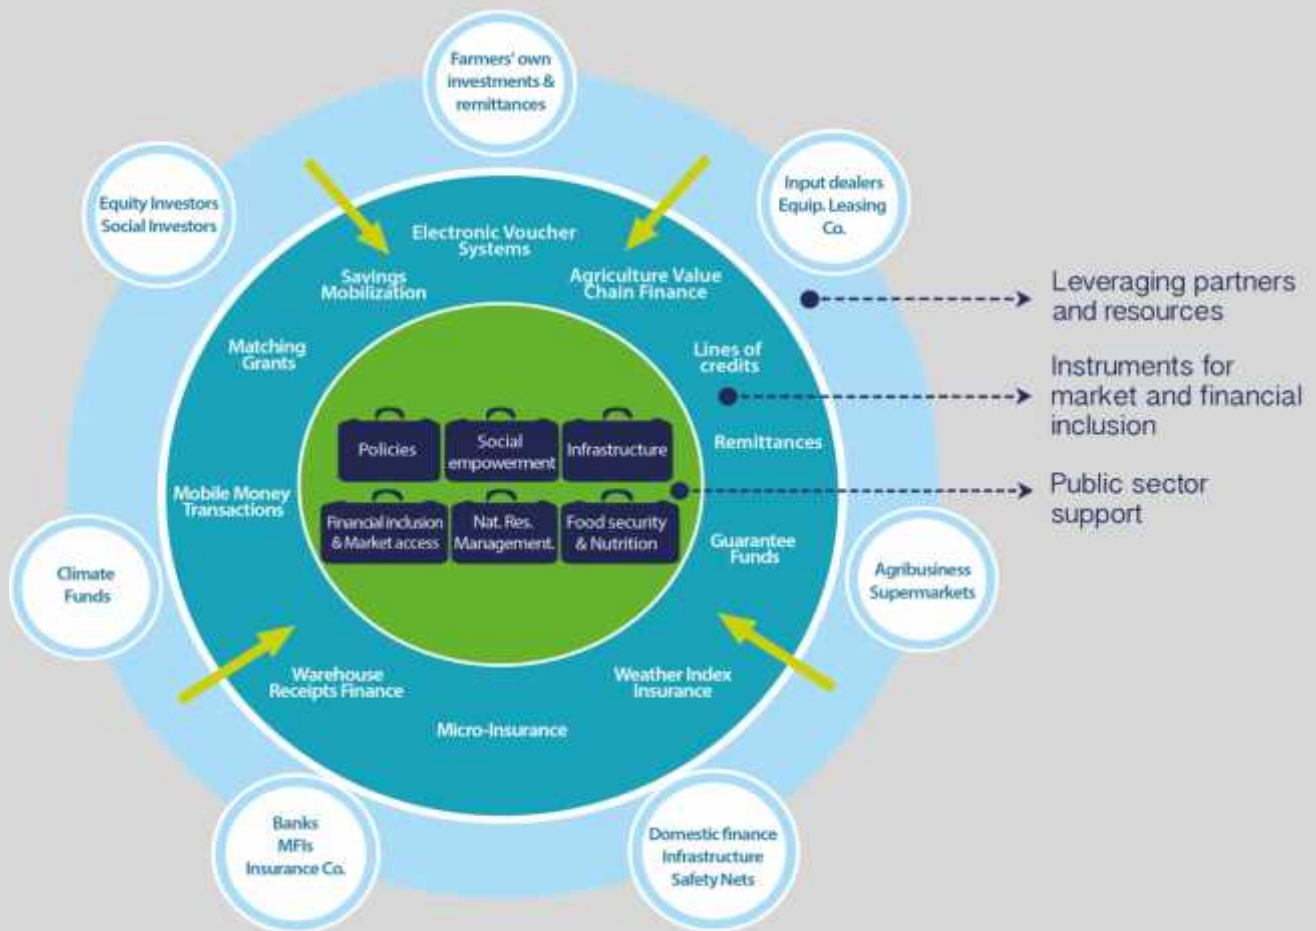 Farmers' own
investments &
remittances
Equity Investors
Social Investors
Input dealers
Equip. Leasing
Co.
Electronic Voucher
Systems
Savings
Mobilization
Agriculture Value
Chain Finance
Leveraging partners
and resources
Matching
Grants
Lines of
credits
Instruments for
market and financial
inclusion
Policies
Social
empowerment
Infrastructure
Remittances
Mobile Money
Transactions
Public sector
support
Financial inclusion
& Market access
Nat. Res.
Management.
Food security
& Nutrition
Guarantee
Funds
Climate
Funds
Agribusiness
Supermarkets
Warehouse
Receipts Finance
Weather Index
Insurance
Micro-Insurance
Banks
MFIs
Insurance Co.
Domestic finance
Infrastructure
Safety Nets